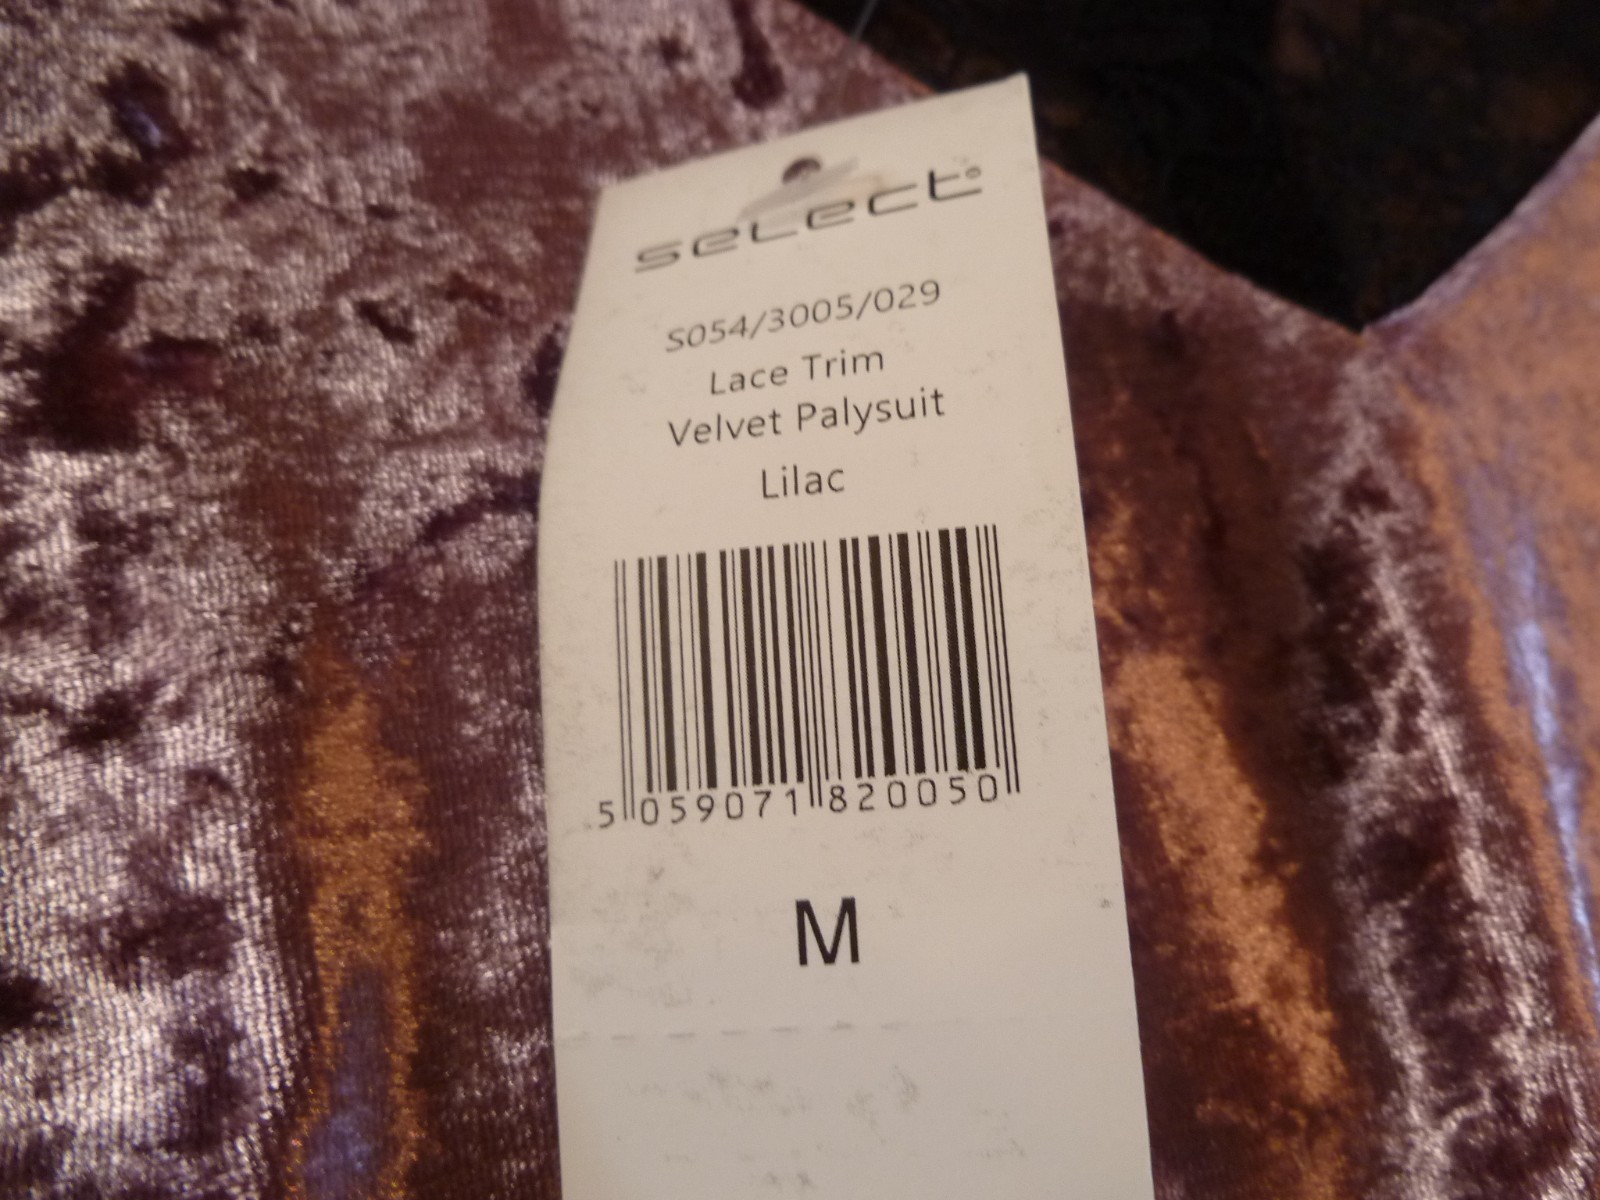 select®
S054/3005/029
Lace Trim
Velvet Palysuit
Lilac
5 059071 820050
M